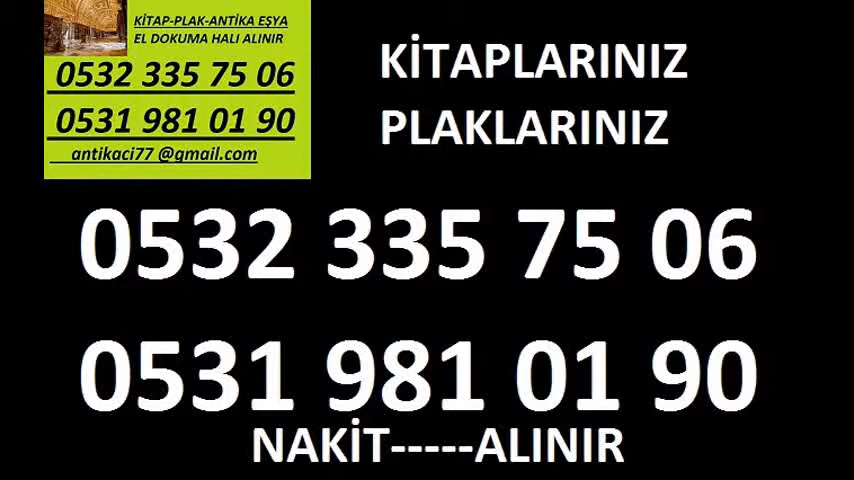 KİTAP-PLAK-ANTİKA EŞYA
EL DOKUMA HALI ALINIR
0532 335 75 06
0531 981 01 90
antikaci77 @gmail.com
KİTAPLARINIZ
PLAKLARINIZ
0532 335 75 06
0531 981 01 90
NAKİT-----ALINIR